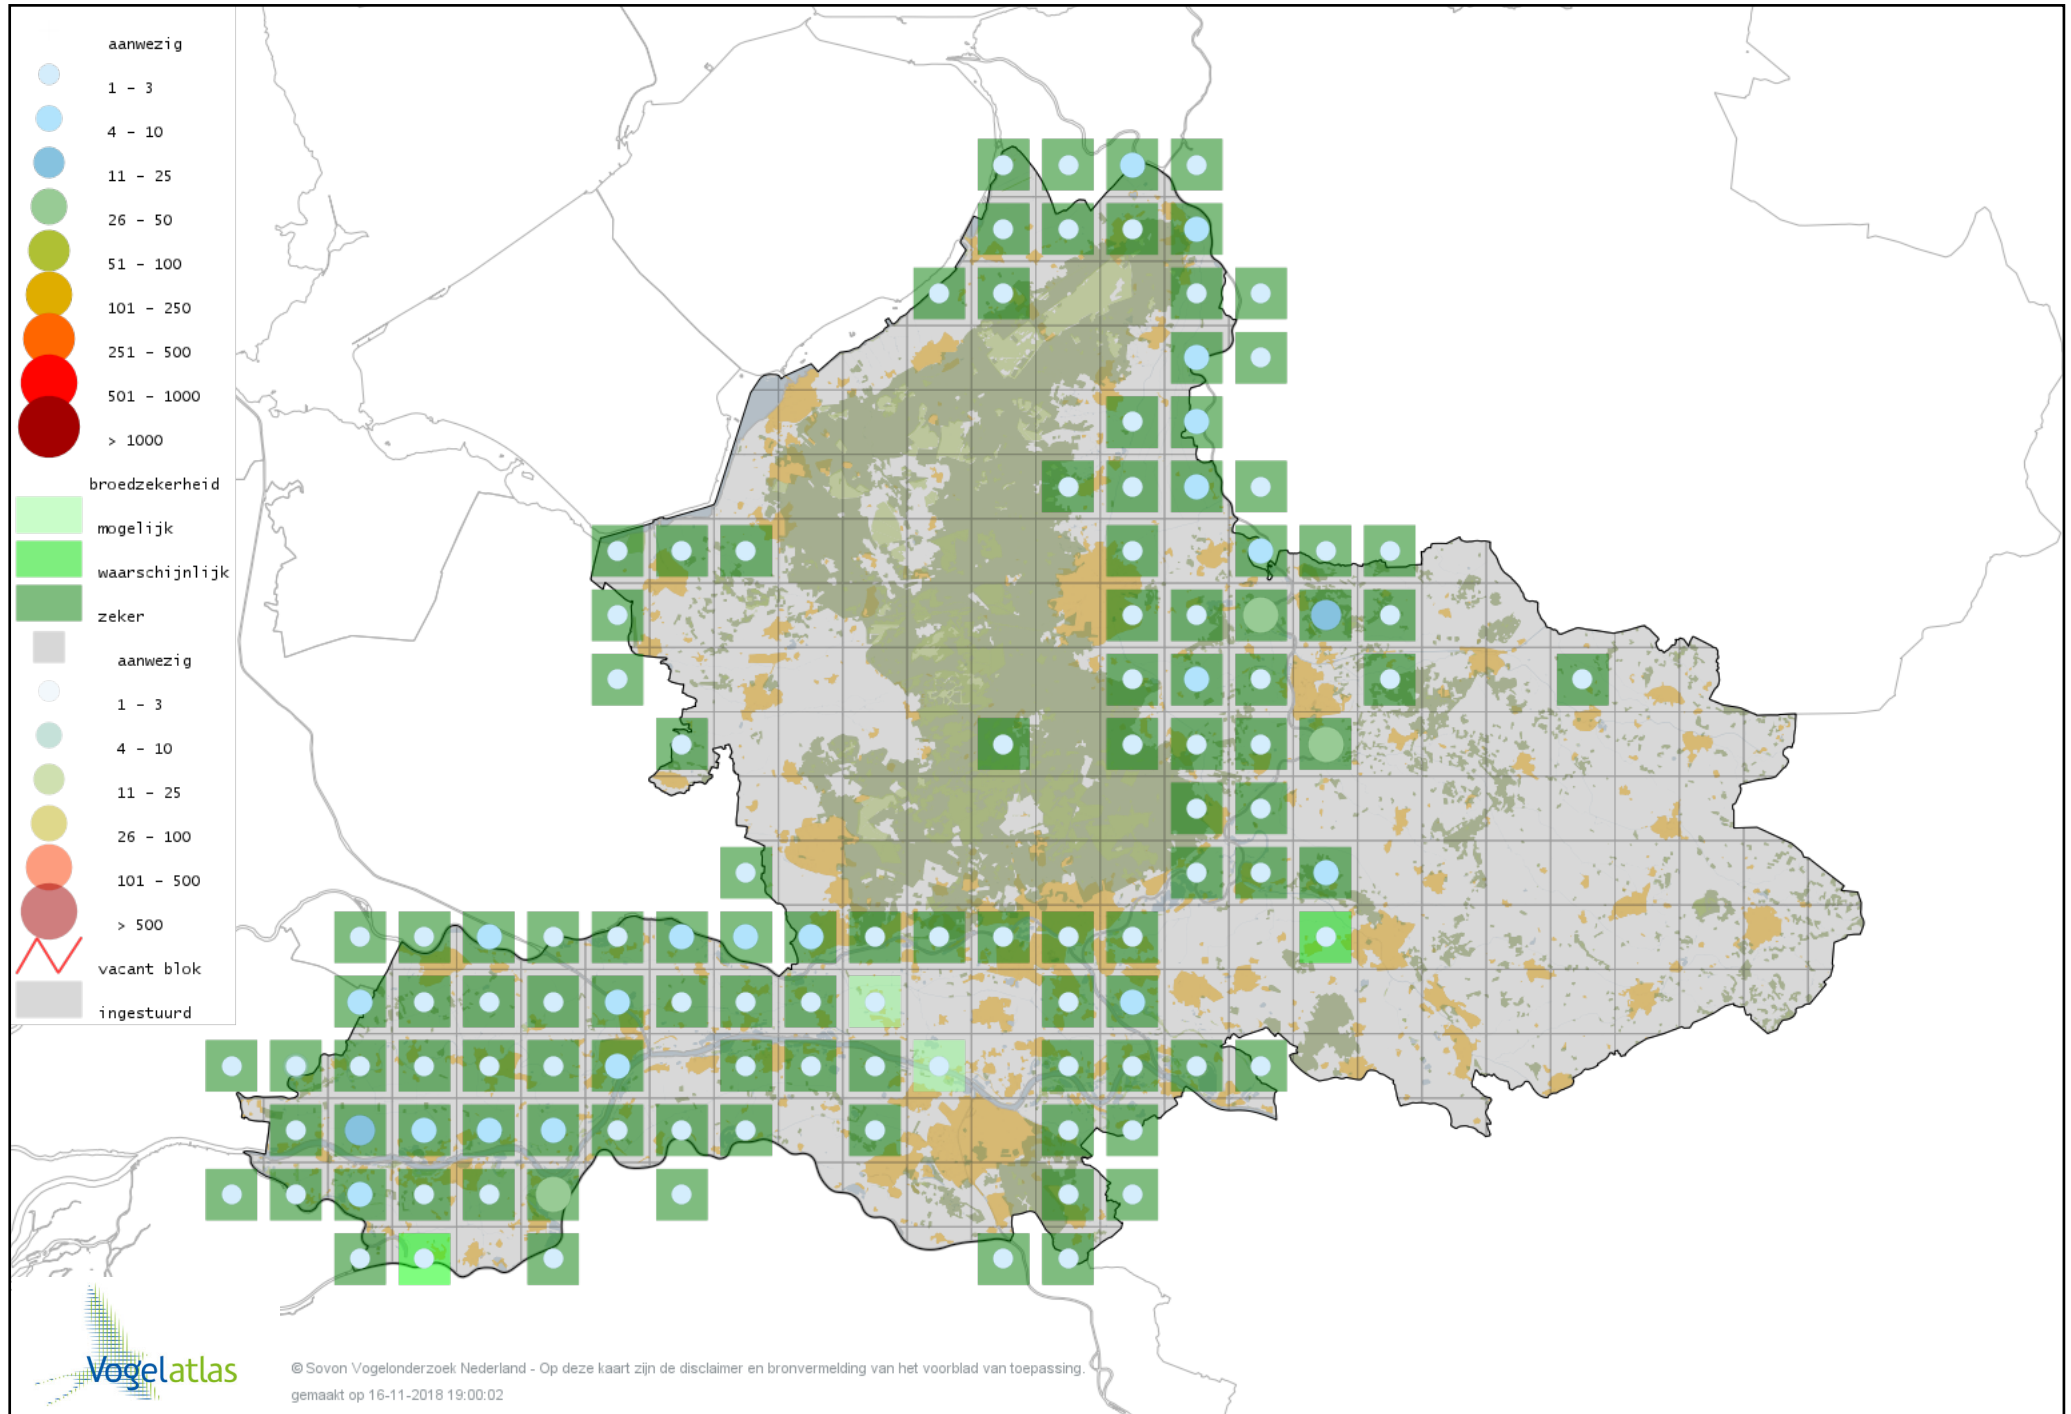 aanwezig
1 - 3
4 - 10
11 - 25
26 - 50
51 - 100
101 - 250
251 - 500
501 - 1000
> 1000
broedzekerheid
mogelijk
waarschijnlijk
zeker
aanwezig
1 - 3
4 - 10
11 - 25
26 - 100
101 - 500
> 500
vacant blok
ingestuurd
Vogelatlas
© Sovon Vogelonderzoek Nederland - Op deze kaart zijn de disclaimer en bronvermelding van het voorblad van toepassing.
gemaakt op 16-11-2018 19:00:02